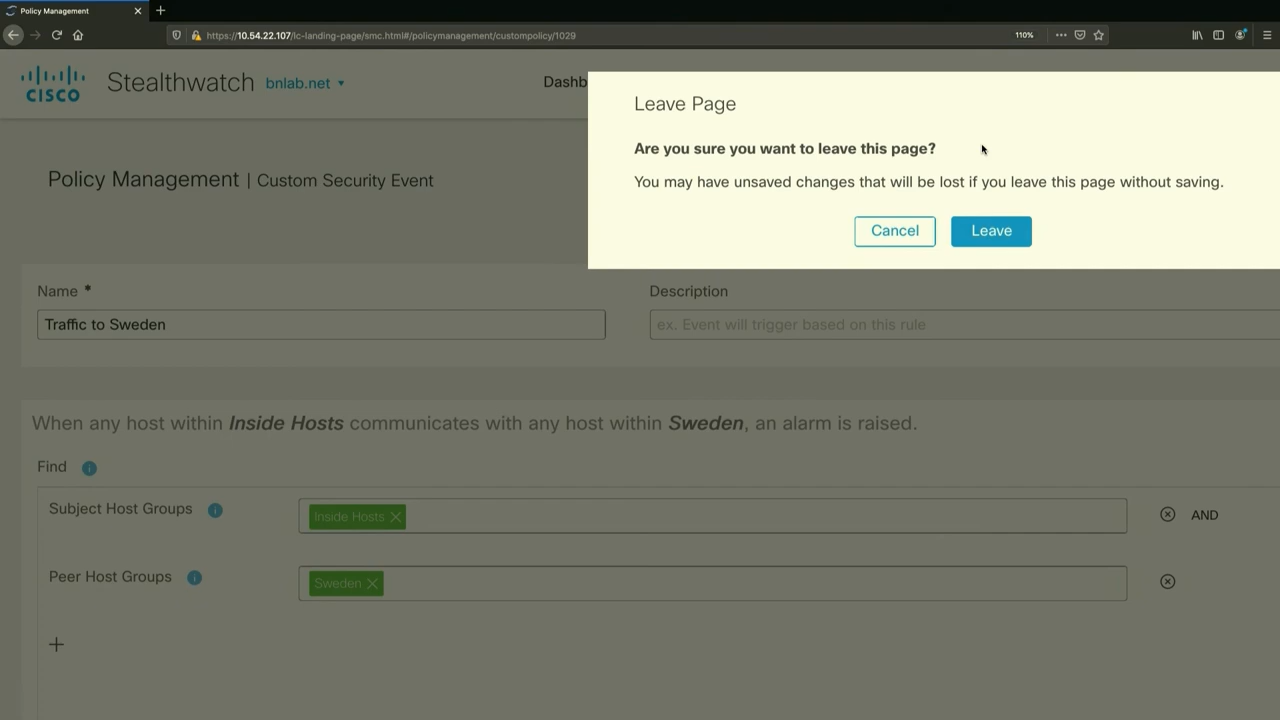 Policy Management
https://10.54.22.107/lc-landing-page/smc.html#/policymanagement/custompolicy/1029
110%
CISCO
Stealthwatch bnlab.net
Dashb
Leave Page
Are you sure you want to leave this page?
You may have unsaved changes that will be lost if you leave this page without saving.
Cancel
Leave
Policy Management | Custom Security Event
Name *
Description
Traffic to Sweden
ex. Event will trigger based on this rule
When any host within Inside Hosts communicates with any host within Sweden, an alarm is raised.
Find
Subject Host Groups
Inside Hosts
AND
Peer Host Groups
Sweden